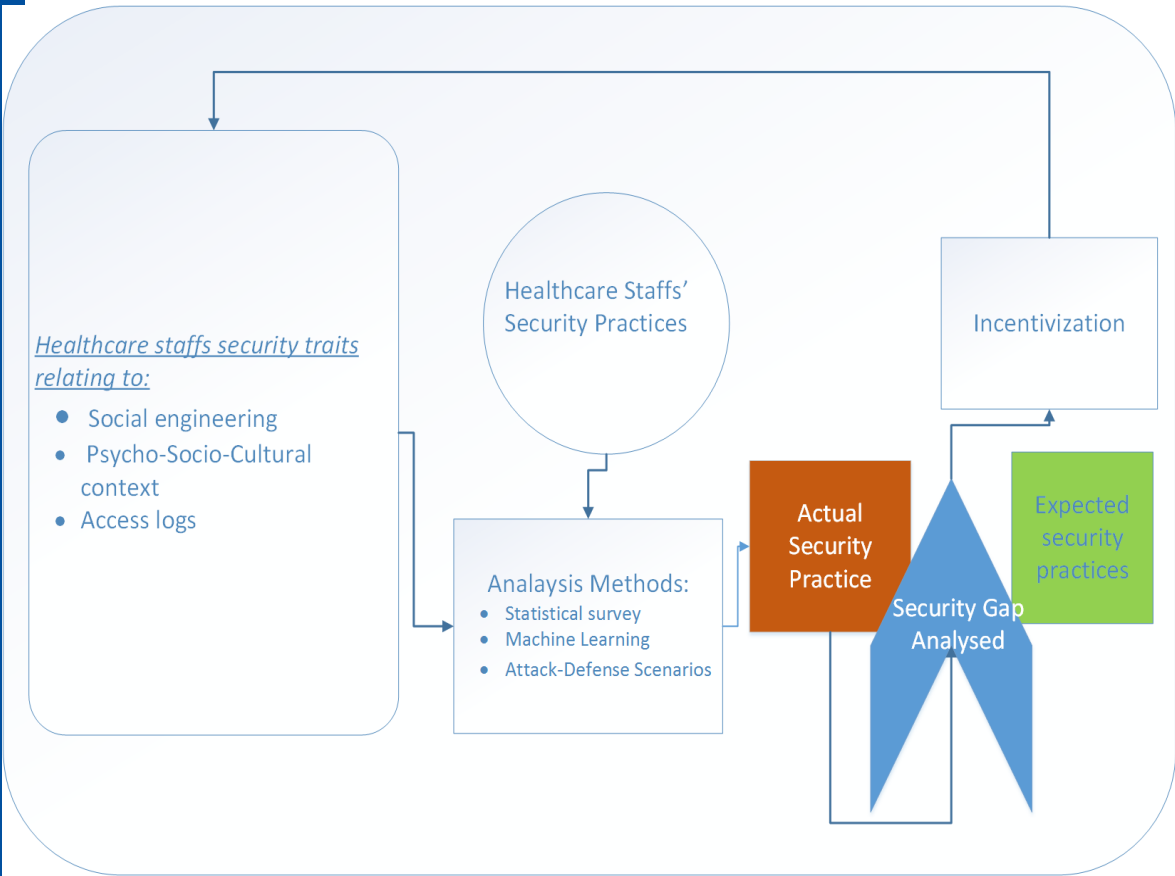 Healthcare staffs security traits
relating to:
• Social engineering
• Psycho-Socio-Cultural
context
• Access logs
Healthcare Staffs’
Security Practices
Analaysis Methods:
• Statistical survey
• Machine Learning
• Attack-Defense Scenarios
Actual
Security
Practice
Security Gap
Analysed
Expected
security
practices
Incentivization